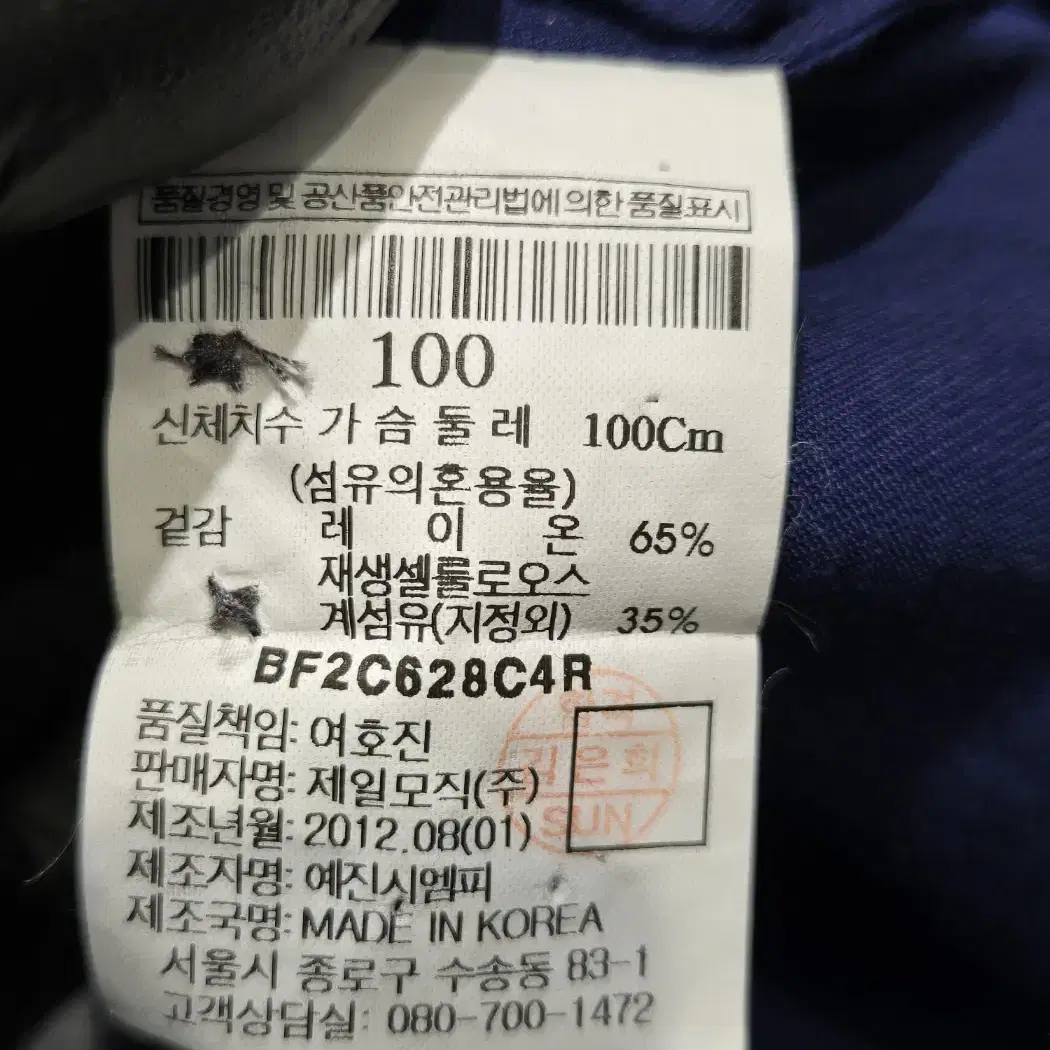 품질경영 및 공산품안전관리법에 의한 품질표시
100
신체치수 가 슴 둘 레 100Cm
(섬유의혼용율)
겉감 레 이 온 65%
재생셀룰로오스
계섬유(지정외) 35%
BF2C628C4R
품질책임: 여호진
판매자명: 제일모직(주)
김은희
SUN
제조년월: 2012.08(01)
제조자명: 예진시엠피
제조국명: MADE IN KOREA
서울시 종로구 수송동 83-1
고객상담실: 080-700-1472